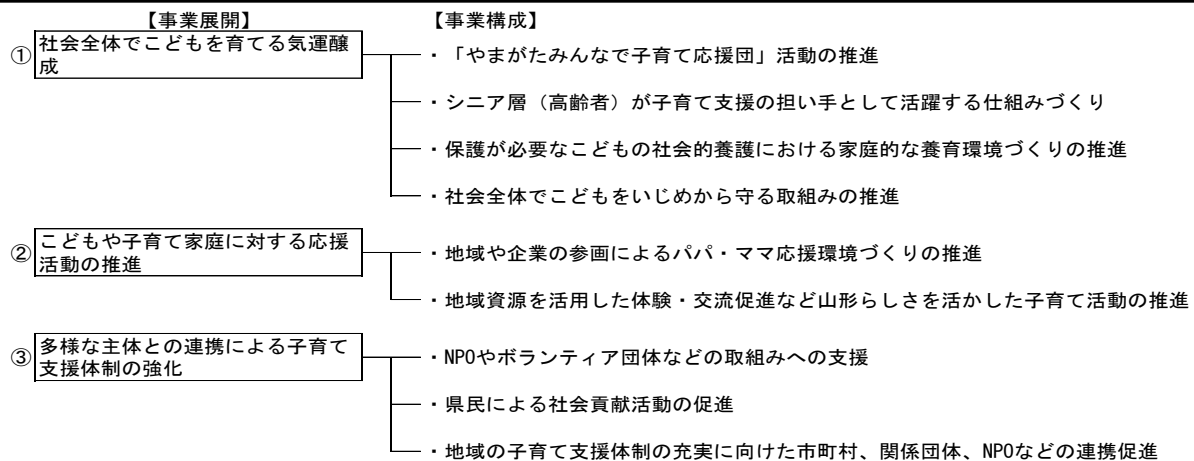 【事業展開】 【事業構成】
① 社会全体でこどもを育てる気運醸
成
・「やまがたみんなで子育て応援団」活動の推進
・シニア層（高齢者）が子育て支援の担い手として活躍する仕組みづくり
・保護が必要なこどもの社会的養護における家庭的な養育環境づくりの推進
・社会全体でこどもをいじめから守る取組みの推進
② こどもや子育て家庭に対する応援
活動の推進
・地域や企業の参画によるパパ・ママ応援環境づくりの推進
・地域資源を活用した体験・交流促進など山形らしさを活かした子育て活動の推進
③ 多様な主体との連携による子育て
支援体制の強化
・NPOやボランティア団体などの取組みへの支援
・県民による社会貢献活動の促進
・地域の子育て支援体制の充実に向けた市町村、関係団体、NPOなどの連携促進